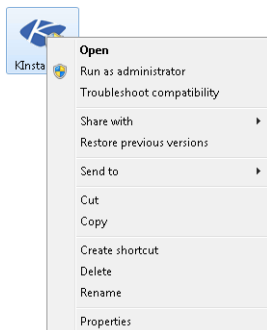 KInsta
Open
Run as administrator
Troubleshoot compatibility
Share with
Restore previous versions
Send to
Cut
Copy
Create shortcut
Delete
Rename
Properties